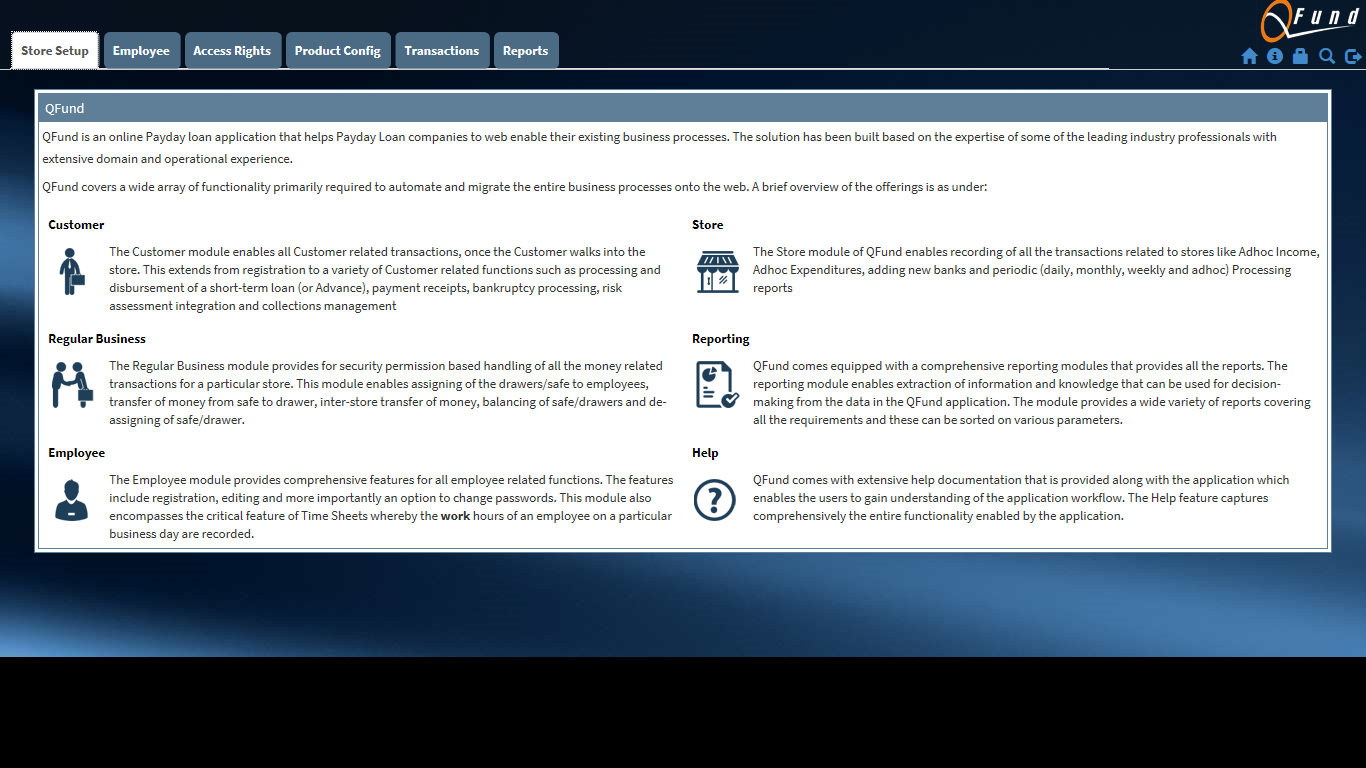 QFund
Store Setup
Employee
Access Rights
Product Config
Transactions
Reports
QFund
QFund is an online Payday loan application that helps Payday Loan companies to web enable their existing business processes. The solution has been built based on the expertise of some of the leading industry professionals with
extensive domain and operational experience.
QFund covers a wide array of functionality primarily required to automate and migrate the entire business processes onto the web. A brief overview of the offerings is as under:
Customer
The Customer module enables all Customer related transactions, once the Customer walks into the
store. This extends from registration to a variety of Customer related functions such as processing and
disbursement of a short-term loan (or Advance), payment receipts, bankruptcy processing, risk
assessment integration and collections management
Store
The Store module of QFund enables recording of all the transactions related to stores like Adhoc Income,
Adhoc Expenditures, adding new banks and periodic (daily, monthly, weekly and adhoc) Processing
reports
Regular Business
The Regular Business module provides for security permission based handling of all the money related
transactions for a particular store. This module enables assigning of the drawers/safe to employees,
transfer of money from safe to drawer, inter-store transfer of money, balancing of safe/drawers and de-
assigning of safe/drawer.
Reporting
QFund comes equipped with a comprehensive reporting modules that provides all the reports. The
reporting module enables extraction of information and knowledge that can be used for decision-
making from the data in the QFund application. The module provides a wide variety of reports covering
all the requirements and these can be sorted on various parameters.
Employee
The Employee module provides comprehensive features for all employee related functions. The features
include registration, editing and more importantly an option to change passwords. This module also
encompasses the critical feature of Time Sheets whereby the work hours of an employee on a particular
business day are recorded.
Help
QFund comes with extensive help documentation that is provided along with the application which
enables the users to gain understanding of the application workflow. The Help feature captures
comprehensively the entire functionality enabled by the application.